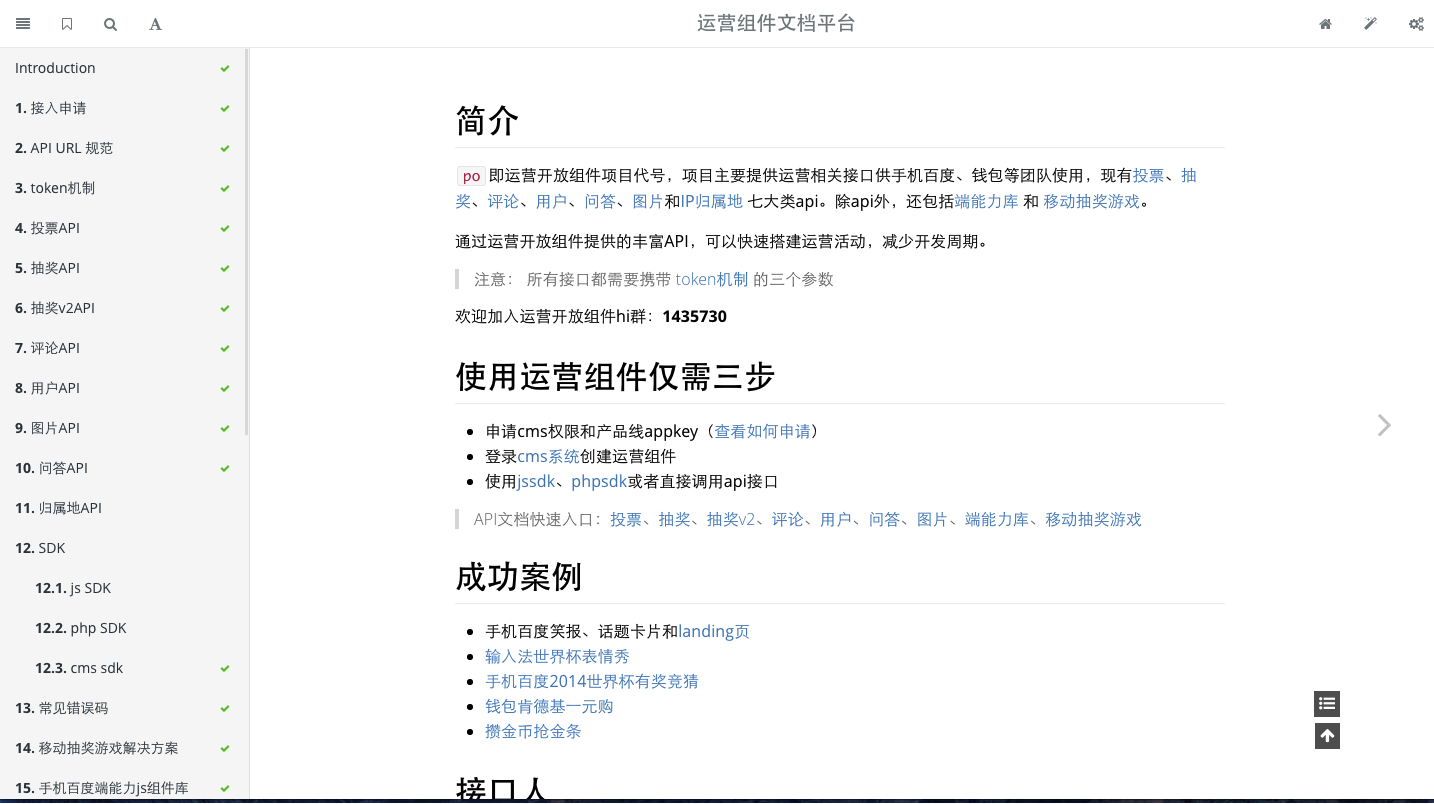 运营组件文档平台
Introduction
1. 接入申请
2. API URL 规范
3. token机制
4. 投票API
5. 抽奖API
6. 抽奖v2API
7. 评论API
8. 用户API
9. 图片API
10. 问答API
11. 归属地API
12. SDK
12.1. js SDK
12.2. php SDK
12.3. cms sdk
13. 常见错误码
14. 移动抽奖游戏解决方案
15. 手机百度端能力js组件库
简介
po 即运营开放组件项目代号，项目主要提供运营相关接口供手机百度、钱包等团队使用，现有投票、抽
奖、评论、用户、问答、图片和IP归属地 七大类api。除api外，还包括端能力库 和 移动抽奖游戏。
通过运营开放组件提供的丰富API，可以快速搭建运营活动，减少开发周期。
注意： 所有接口都需要携带 token机制 的三个参数
欢迎加入运营开放组件hi群：1435730
使用运营组件仅需三步
申请cms权限和产品线appkey（查看如何申请）
登录cms系统创建运营组件
使用jssdk、phpsdk或者直接调用api接口
API文档快速入口：投票、抽奖、抽奖v2、评论、用户、问答、图片、端能力库、移动抽奖游戏
成功案例
手机百度笑报、话题卡片和landing页
输入法世界杯表情秀
手机百度2014世界杯有奖竞猜
钱包肯德基一元购
攒金币抢金条
接口人